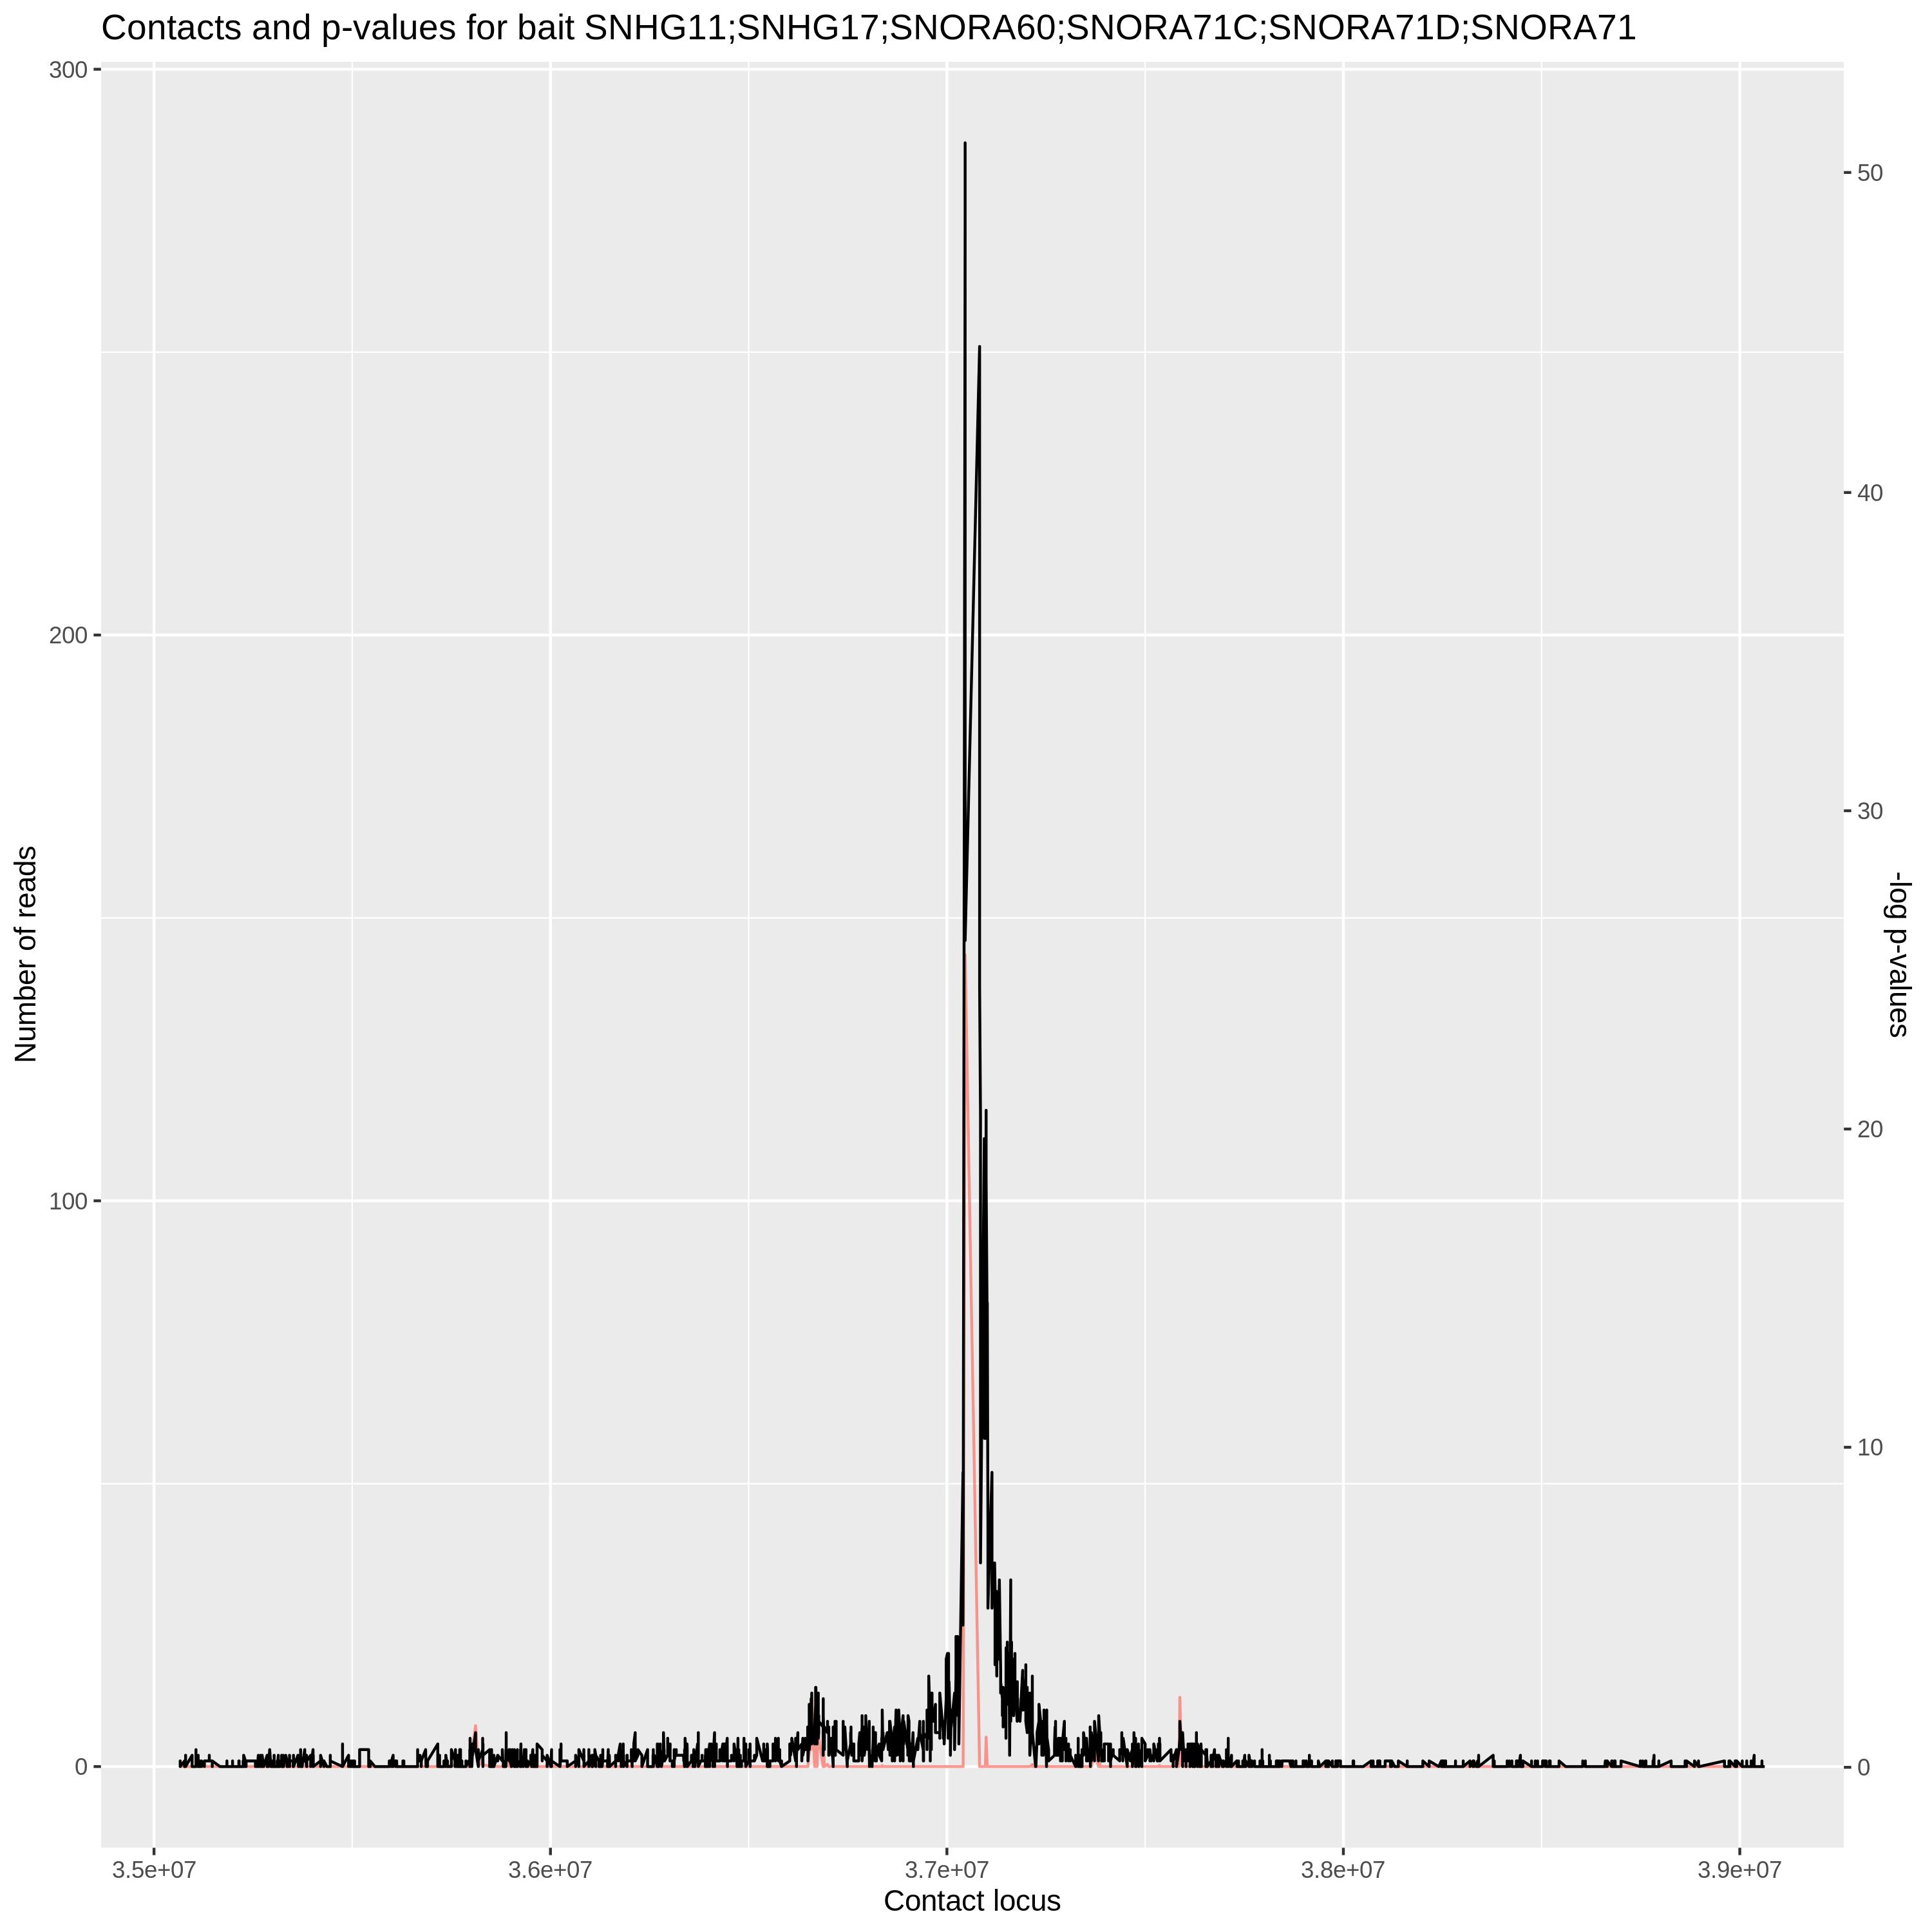 Contacts and p-values for bait SNHG11;SNHG17;SNORA60;SNORA71C;SNORA71D;SNORA71
300
200
100
0
Number of reads
50
40
30
20
10
0
-log p-values
3.5e+07
3.6e+07
3.7e+07
3.8e+07
3.9e+07
Contact locus